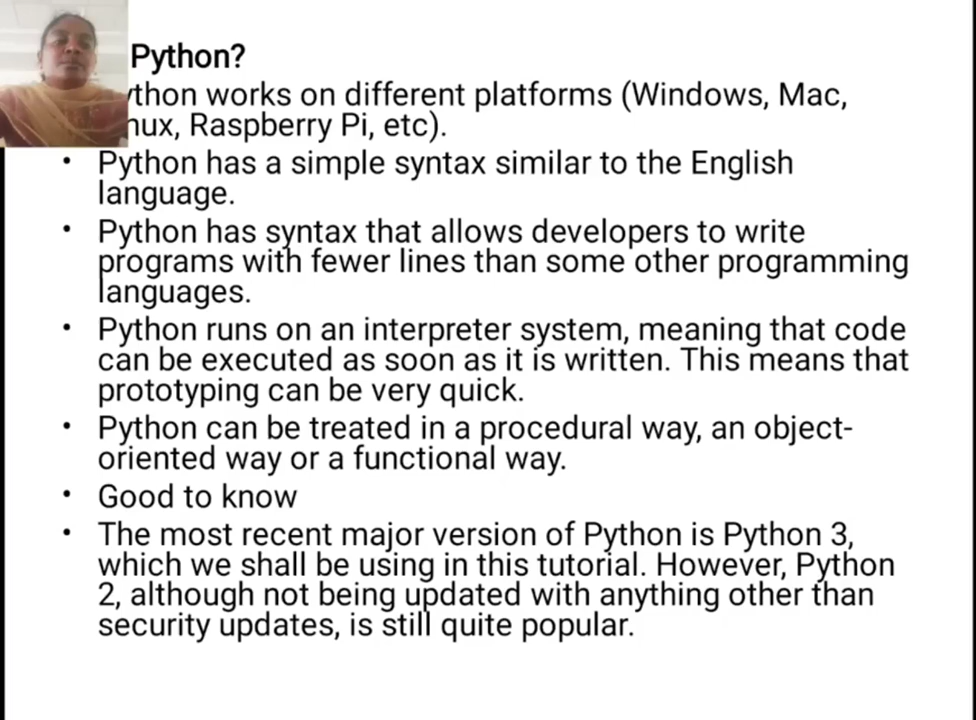 Python?
thon works on different platforms (Windows, Mac,
nux, Raspberry Pi, etc).
• Python has a simple syntax similar to the English
language.
• Python has syntax that allows developers to write
programs with fewer lines than some other programming
languages.
• Python runs on an interpreter system, meaning that code
can be executed as soon as it is written. This means that
prototyping can be very quick.
• Python can be treated in a procedural way, an object-
oriented way or a functional way.
• Good to know
• The most recent major version of Python is Python 3,
which we shall be using in this tutorial. However, Python
2, although not being updated with anything other than
security updates, is still quite popular.